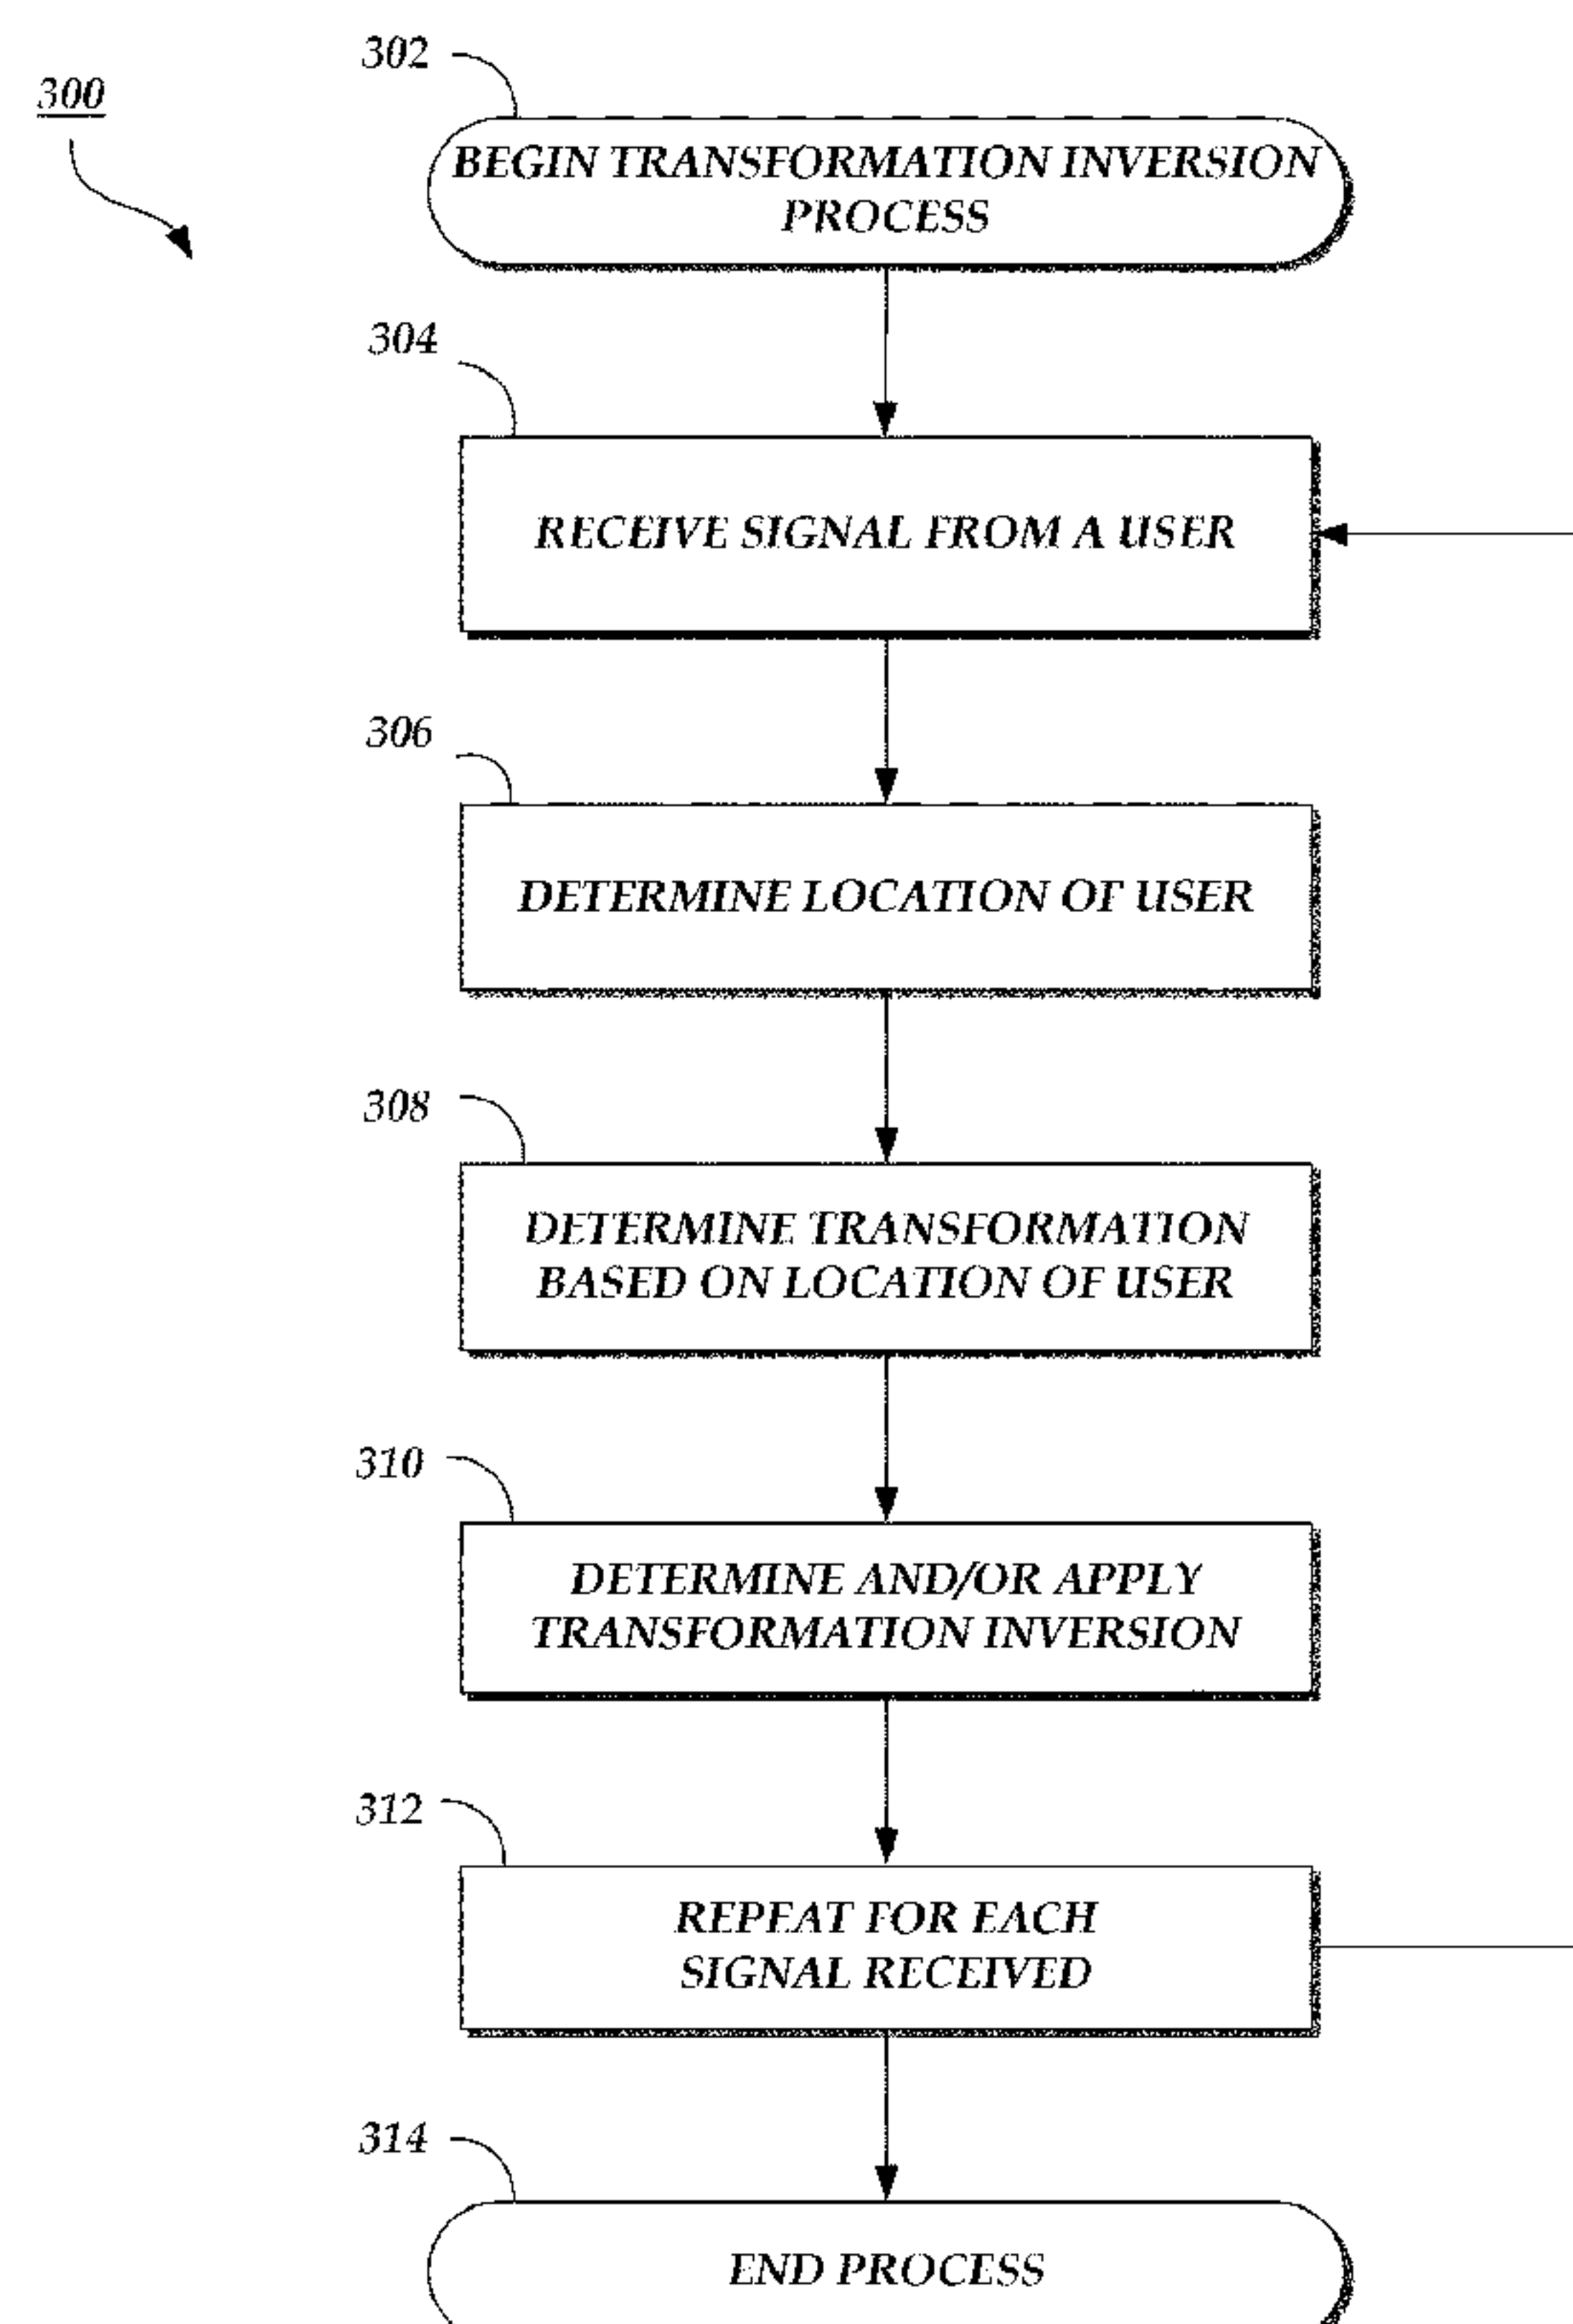 302
300
BEGIN TRANSFORMATION INVERSION
PROCESS
304
RECEIVE SIGNAL FROM A USER
306
DETERMINE LOCATION OF USER
308
DETERMINE TRANSFORMATION
BASED ON LOCATION OF USER
310
DETERMINE AND/OR APPLY
TRANSFORMATION INVERSION
312
REPEAT FOR EACH
SIGNAL RECEIVED
314
END PROCESS